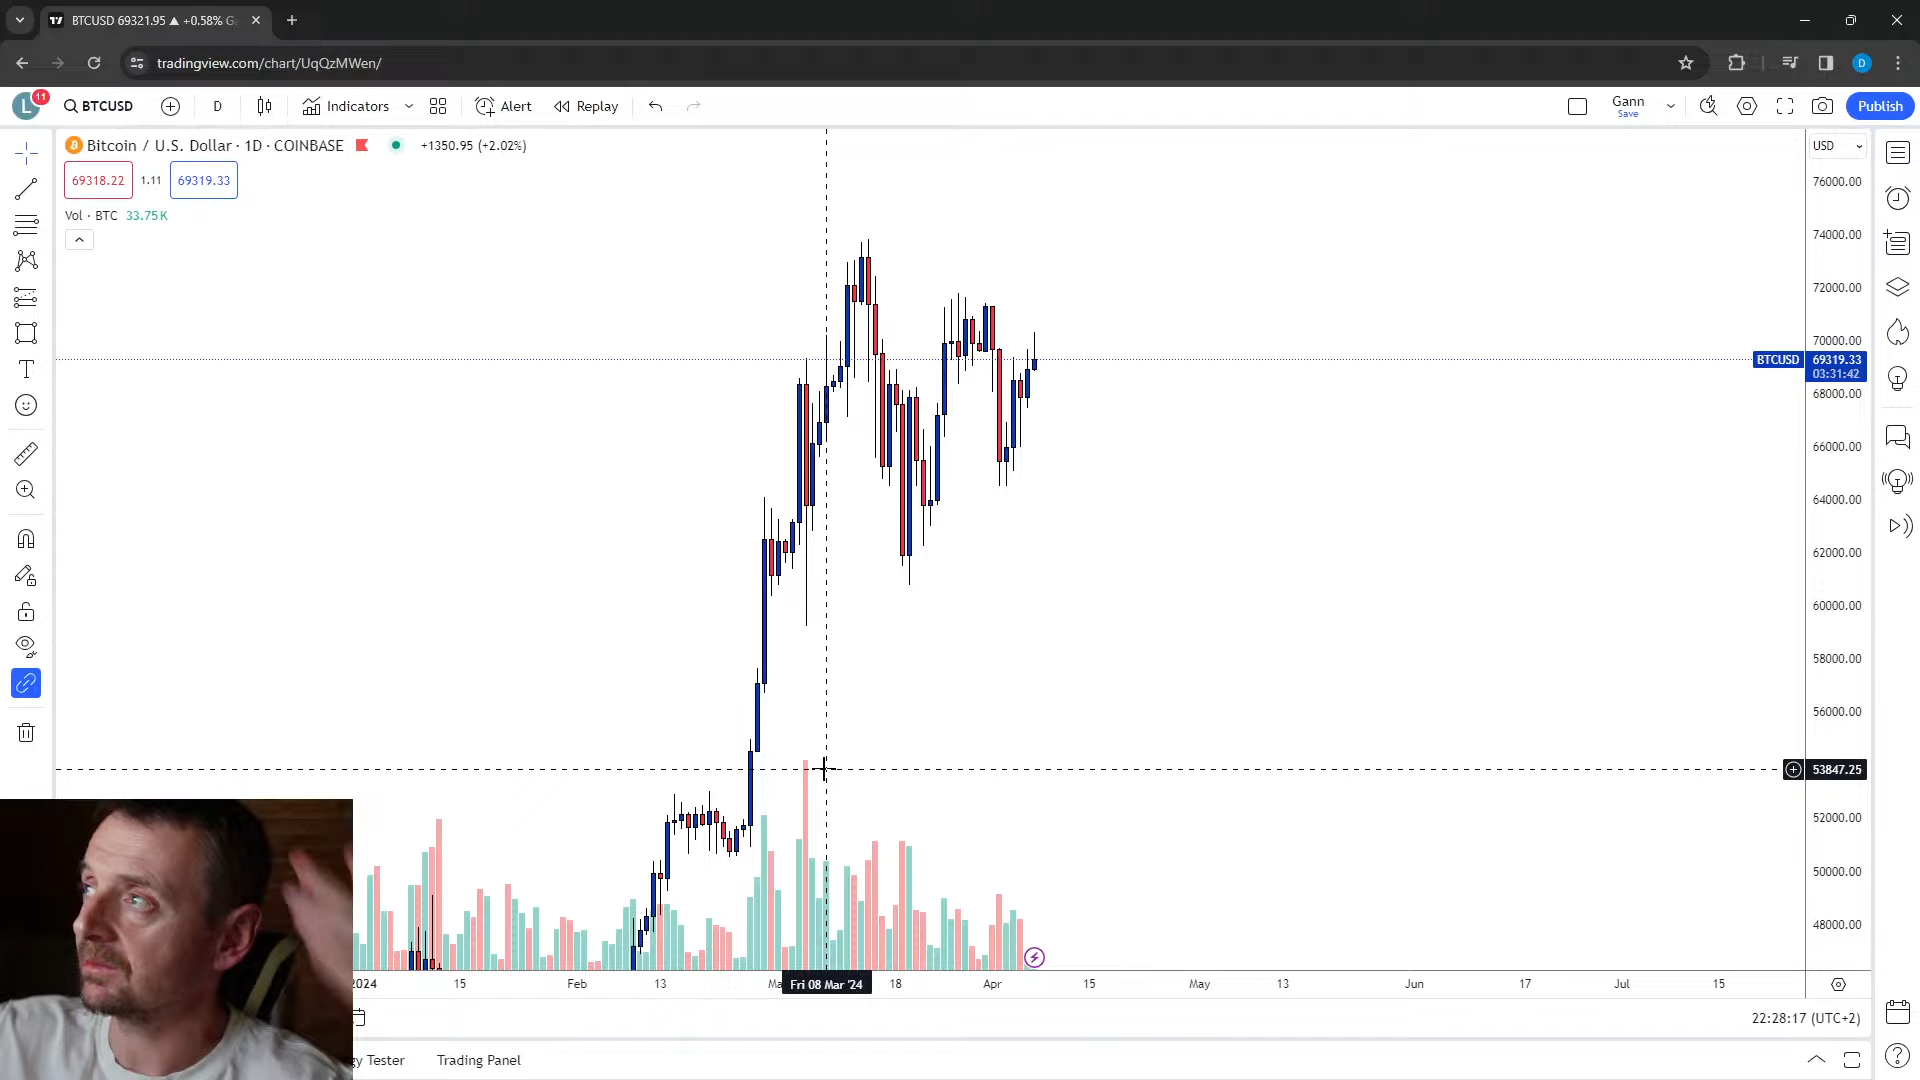 BTCUSD 69321.95 ▲ +0.58% G
tradingview.com/chart/UqQzMWen/
D
L
11
BTCUSD
D
Indicators
Alert
Replay
Gann
Save
Publish
Bitcoin / U.S. Dollar · 1D · COINBASE
+1350.95 (+2.02%)
USD
69318.22
1.11
69319.33
Vol · BTC 33.75K
76000.00
74000.00
72000.00
70000.00
BTCUSD
69319.33
03:31:42
68000.00
66000.00
64000.00
62000.00
60000.00
58000.00
56000.00
53847.25
52000.00
50000.00
48000.00
2024
15
Feb
13
Ma
Fri 08 Mar '24
18
Apr
15
May
13
Jun
17
Jul
15
22:28:17 (UTC+2)
gy Tester
Trading Panel